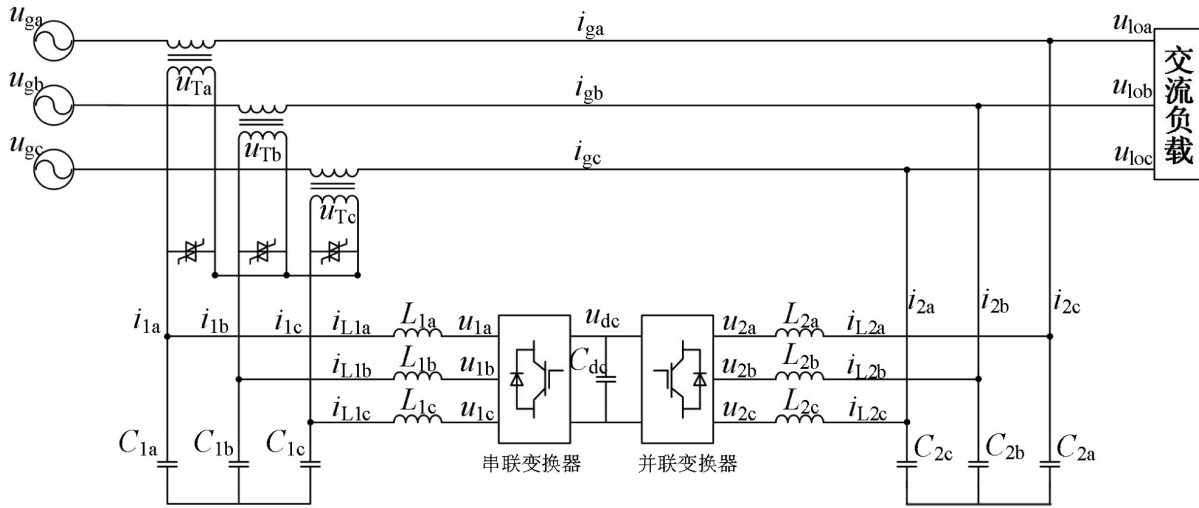 u_ga i_ga u_loa
u_Ta
u_gb i_gb u_lob
u_Tb
u_gc i_gc u_loc
u_Tc
交流负载
i_1a i_1b i_1c i_L1a L_1a u_1a u_dc u_2a L_2a i_L2a i_2a i_2b i_2c
i_L1b L_1b u_1b C_dc u_2b L_2b i_L2b
i_L1c L_1c u_1c u_2c L_2c i_L2c
C_1a C_1b C_1c 串联变换器 并联变换器 C_2c C_2b C_2a